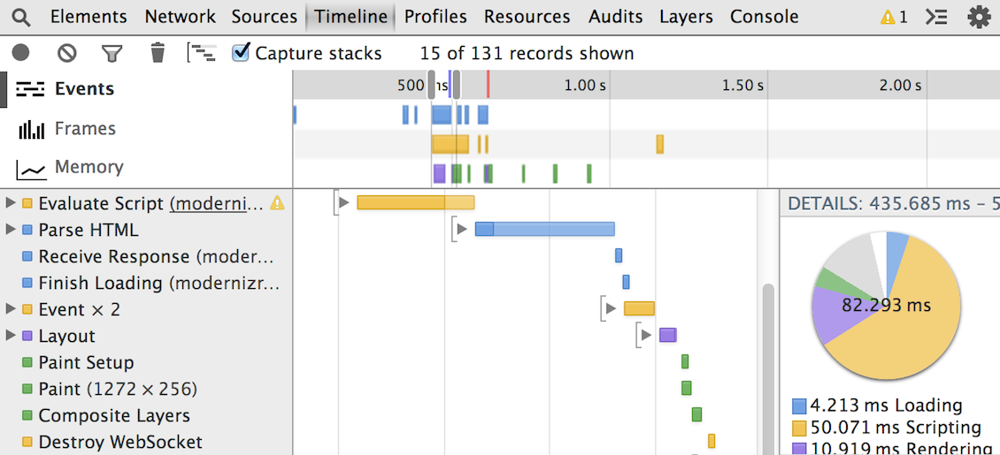 Elements Network Sources Timeline Profiles Resources Audits Layers Console 1
Capture stacks 15 of 131 records shown
500 ms 1.00 s 1.50 s 2.00 s
Events
Frames
Memory
Evaluate Script (moderni...
Parse HTML
Receive Response (moder...
Finish Loading (modernizr...
Event × 2
Layout
Paint Setup
Paint (1272 × 256)
Composite Layers
Destroy WebSocket
DETAILS: 435.685 ms – 5
82.293 ms
4.213 ms Loading
50.071 ms Scripting
10.919 ms Rendering